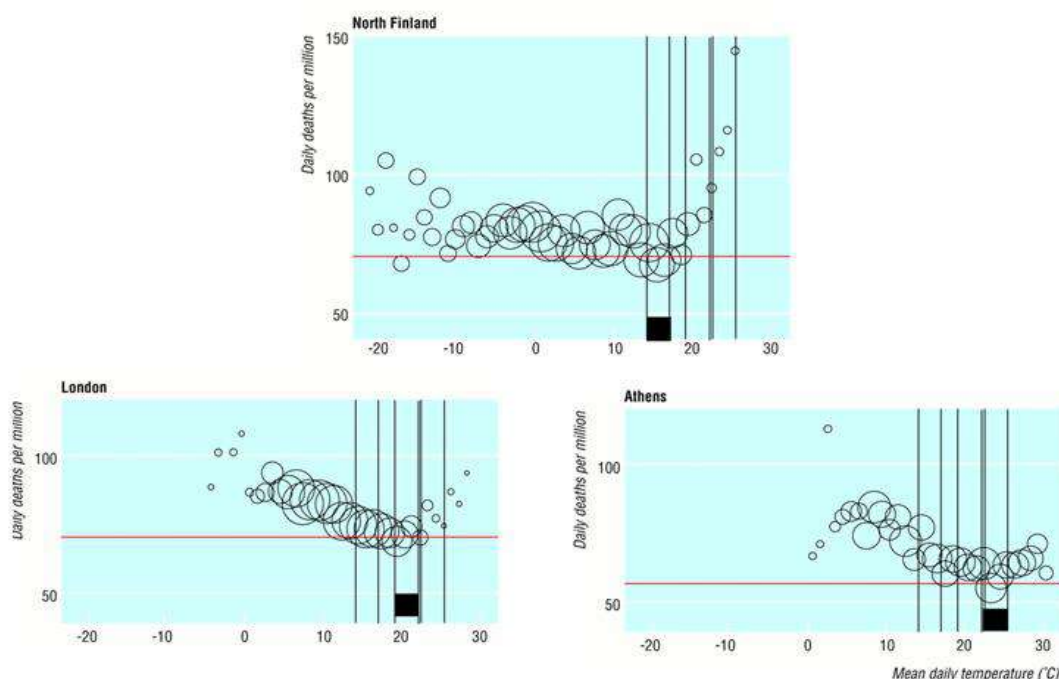 North Finland
Daily deaths per million
150
100
50
-20 -10 0 10 20 30
London
Daily deaths per million
100
50
-20 -10 0 10 20 30
Athens
Daily deaths per million
100
50
-20 -10 0 10 20 30
Mean daily temperature (°C)